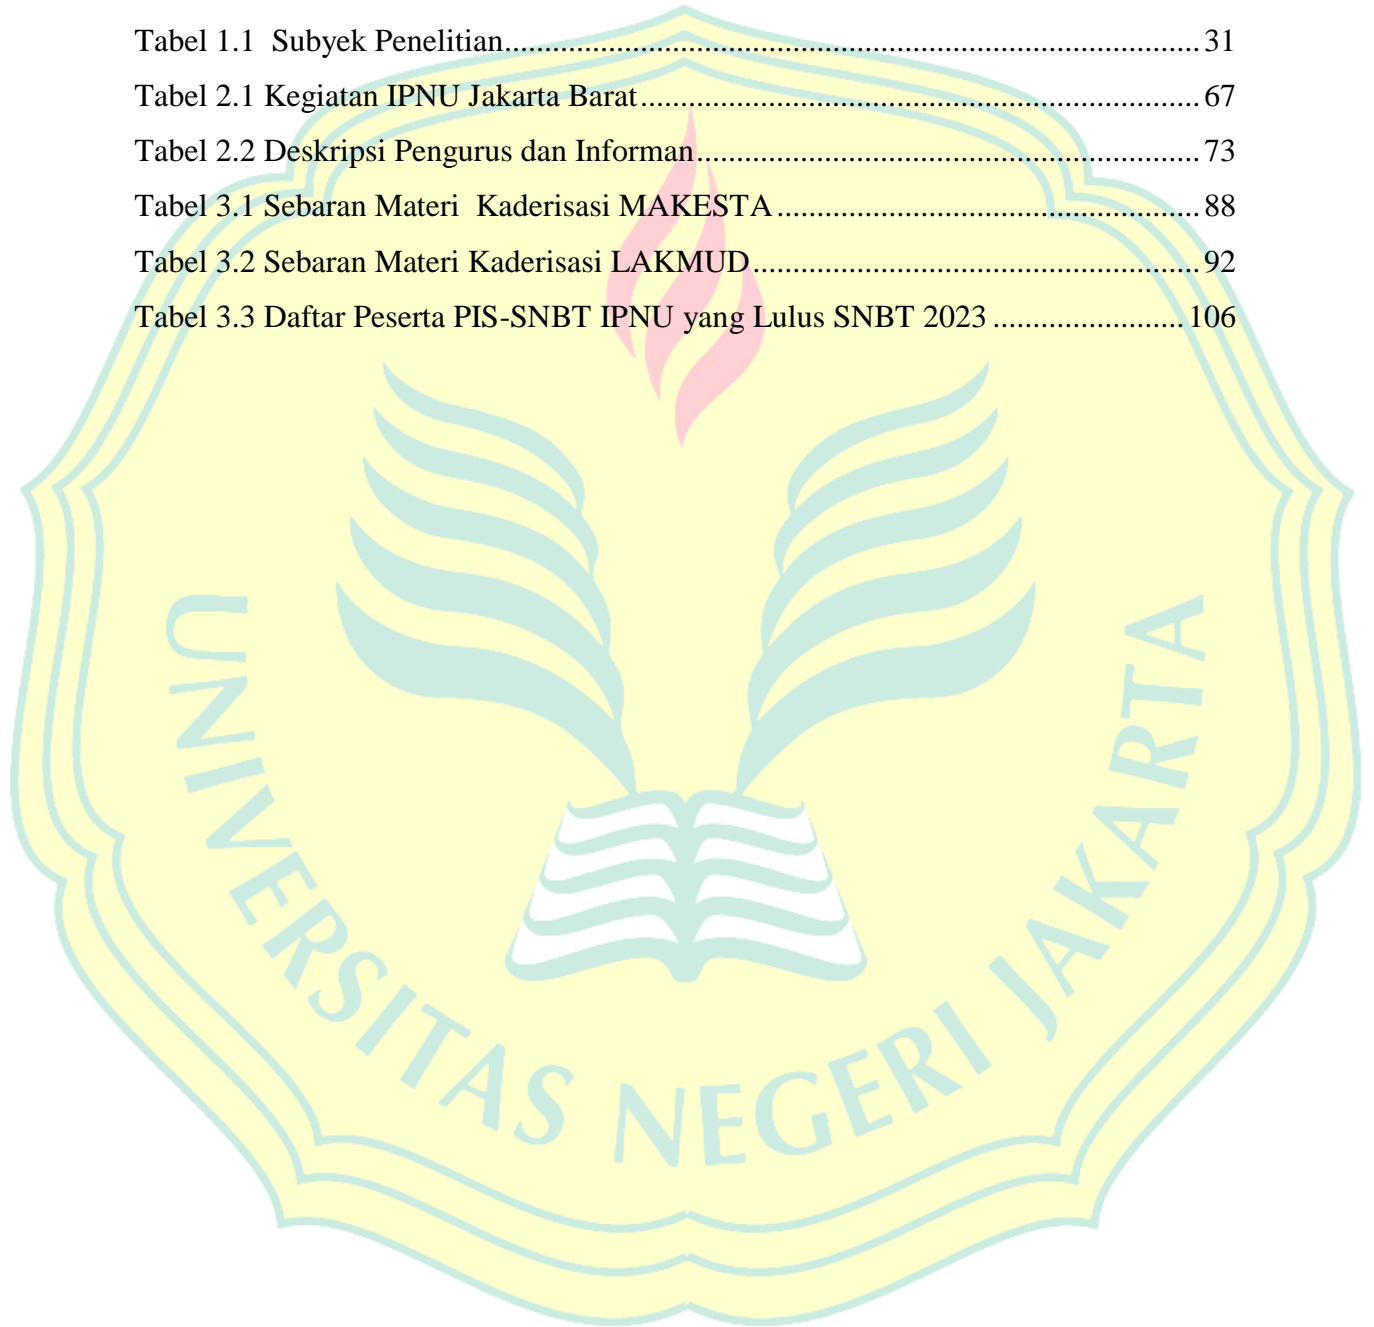 Tabel 1.1  Subyek Penelitian.......................................................................................... 31
Tabel 2.1 Kegiatan IPNU Jakarta Barat........................................................................ 67
Tabel 2.2 Deskripsi Pengurus dan Informan................................................................. 73
Tabel 3.1 Sebaran Materi  Kaderisasi MAKESTA ...................................................... 88
Tabel 3.2 Sebaran Materi Kaderisasi LAKMUD......................................................... 92
Tabel 3.3 Daftar Peserta PIS-SNBT IPNU yang Lulus SNBT 2023 ........................ 106
UNIVERSITAS NEGERI JAKARTA